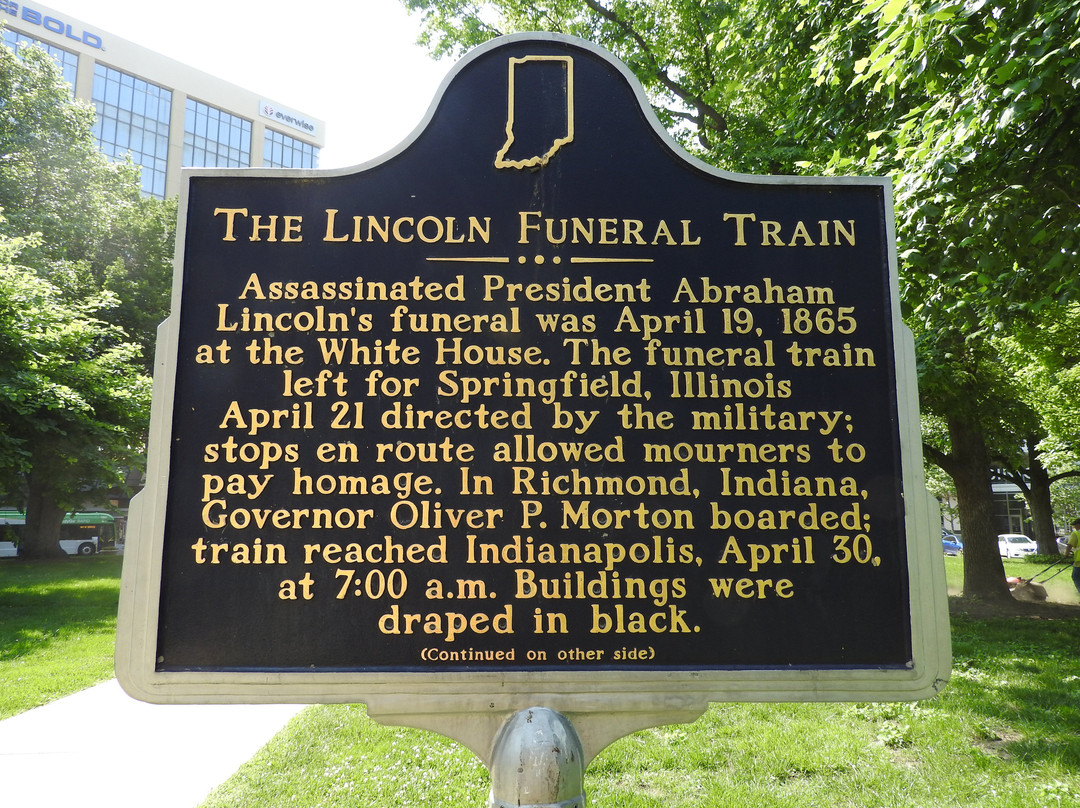 BOLD
everwise
THE LINCOLN FUNERAL TRAIN
Assassinated President Abraham
Lincoln's funeral was April 19, 1865
at the White House. The funeral train
left for Springfield, Illinois
April 21 directed by the military;
stops en route allowed mourners to
pay homage. In Richmond, Indiana,
Governor Oliver P. Morton boarded;
train reached Indianapolis, April 30,
at 7:00 a.m. Buildings were
draped in black.
(Continued on other side)